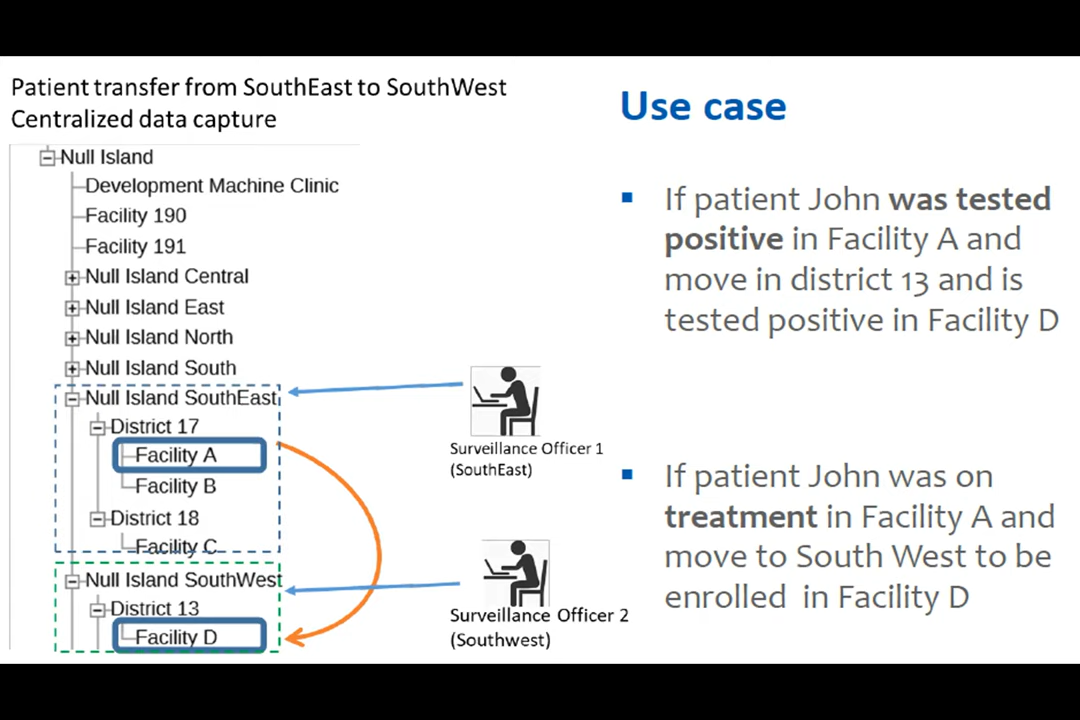 Patient transfer from SouthEast to SouthWest
Centralized data capture
Null Island
Development Machine Clinic
Facility 190
Facility 191
Null Island Central
Null Island East
Null Island North
Null Island South
Null Island SouthEast
District 17
Facility A
Facility B
District 18
Facility C
Null Island SouthWest
District 13
Facility D
Surveillance Officer 1
(SouthEast)
Surveillance Officer 2
(Southwest)
Use case
If patient John was tested
positive in Facility A and
move in district 13 and is
tested positive in Facility D
If patient John was on
treatment in Facility A and
move to South West to be
enrolled in Facility D